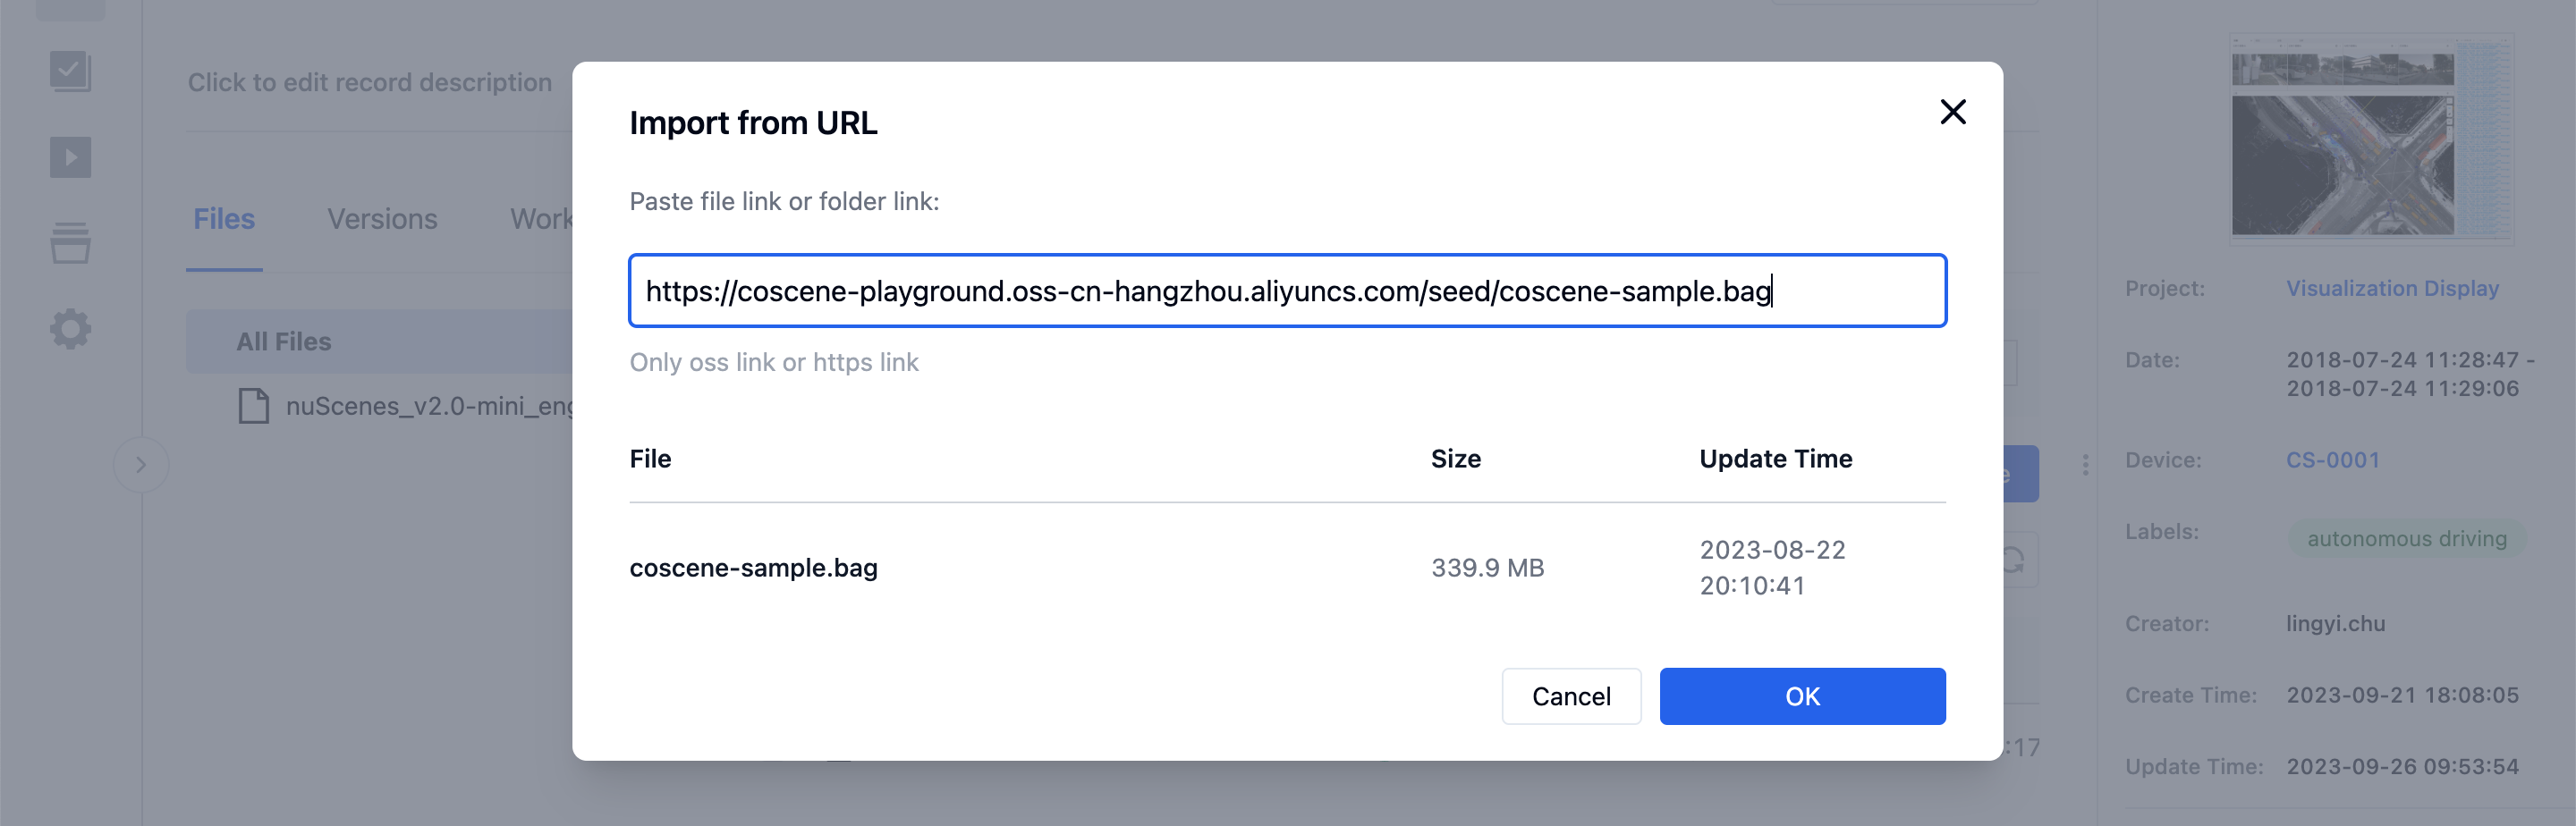 Click to edit record description
Files
Versions
Work
All Files
nuScenes_v2.0-mini_eng
Import from URL
Paste file link or folder link:
https://coscene-playground.oss-cn-hangzhou.aliyuncs.com/seed/coscene-sample.bag
Only oss link or https link
File Size Update Time
coscene-sample.bag 339.9 MB 2023-08-22
20:10:41
Cancel OK
:17
Project: Visualization Display
Date: 2018-07-24 11:28:47 -
2018-07-24 11:29:06
Device: CS-0001
Labels: autonomous driving
Creator: lingyi.chu
Create Time: 2023-09-21 18:08:05
Update Time: 2023-09-26 09:53:54